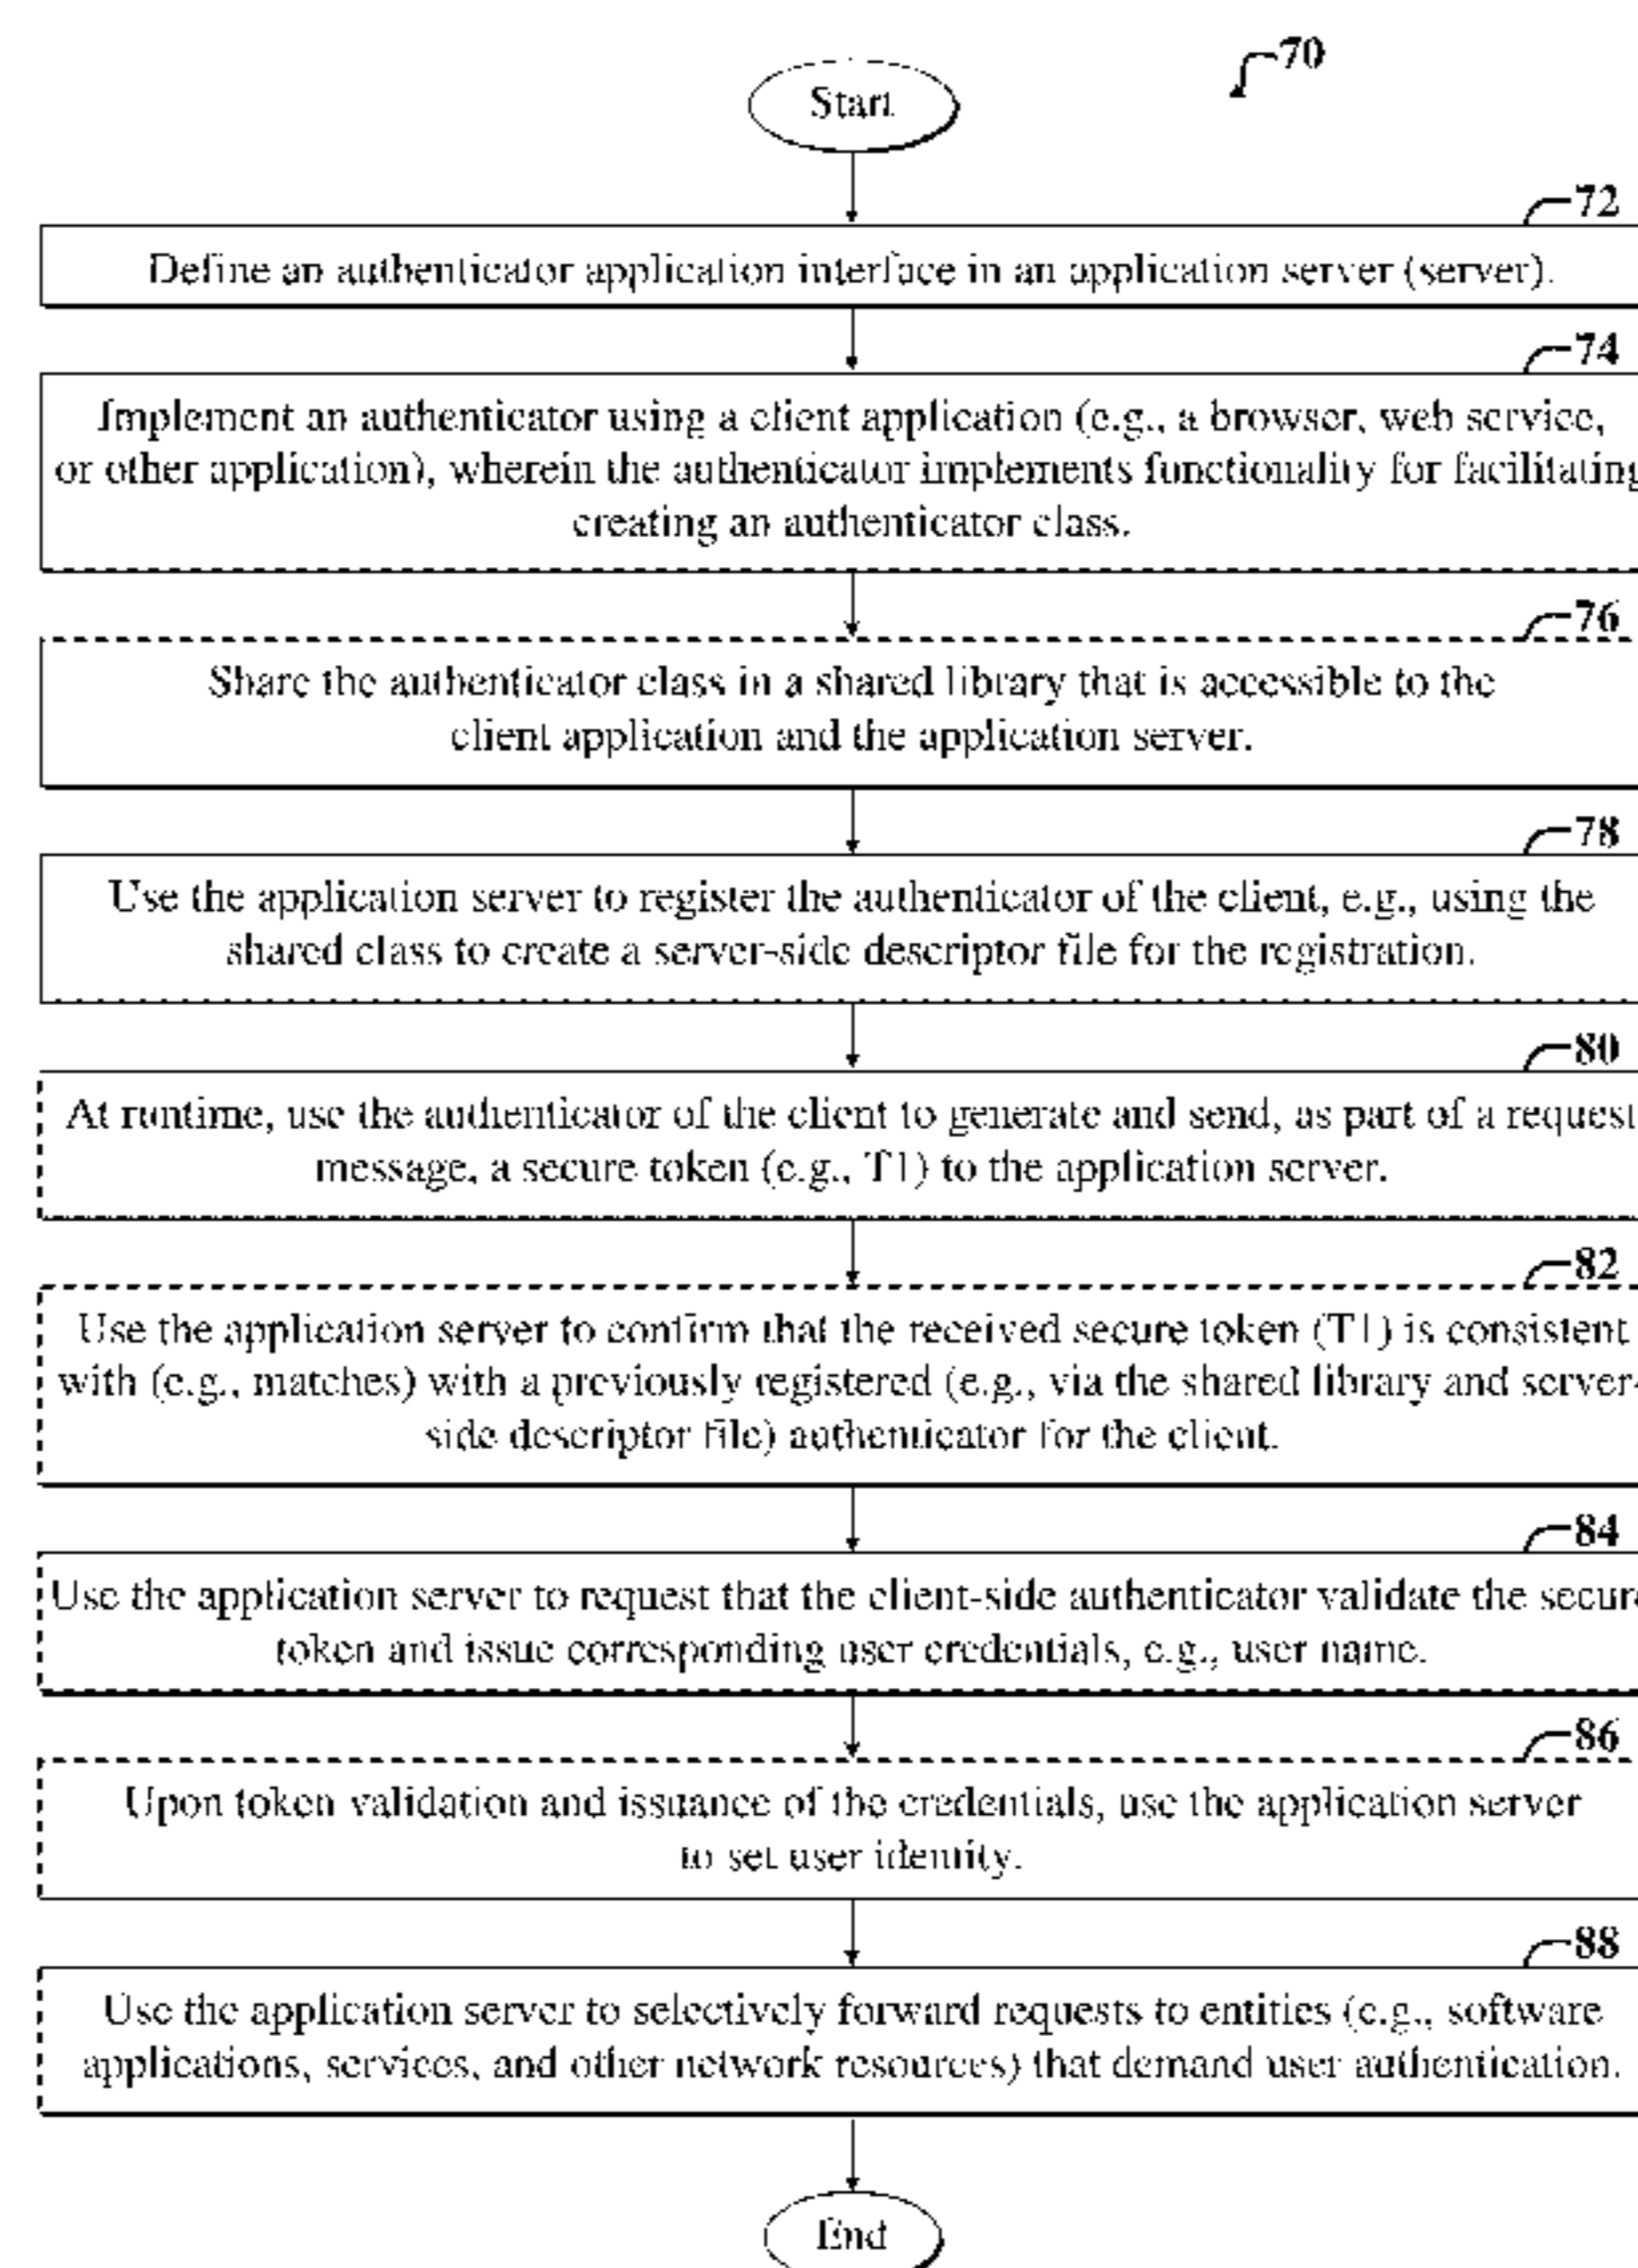 70
Start
72
Define an authenticator application interface in an application server (server).
74
Implement an authenticator using a client application (e.g., a browser, web service,
or other application), wherein the authenticator implements functionality for facilitating
creating an authenticator class.
76
Share the authenticator class in a shared library that is accessible to the
client application and the application server.
78
Use the application server to register the authenticator of the client, e.g., using the
shared class to create a server-side descriptor file for the registration.
80
At runtime, use the authenticator of the client to generate and send, as part of a request
message, a secure token (e.g., T1) to the application server.
82
Use the application server to confirm that the received secure token (T1) is consistent
with (e.g., matches) with a previously registered (e.g., via the shared library and server-
side descriptor file) authenticator for the client.
84
Use the application server to request that the client-side authenticator validate the secure
token and issue corresponding user credentials, e.g., user name.
86
Upon token validation and issuance of the credentials, use the application server
to set user identity.
88
Use the application server to selectively forward requests to entities (e.g., software
applications, services, and other network resources) that demand user authentication.
End